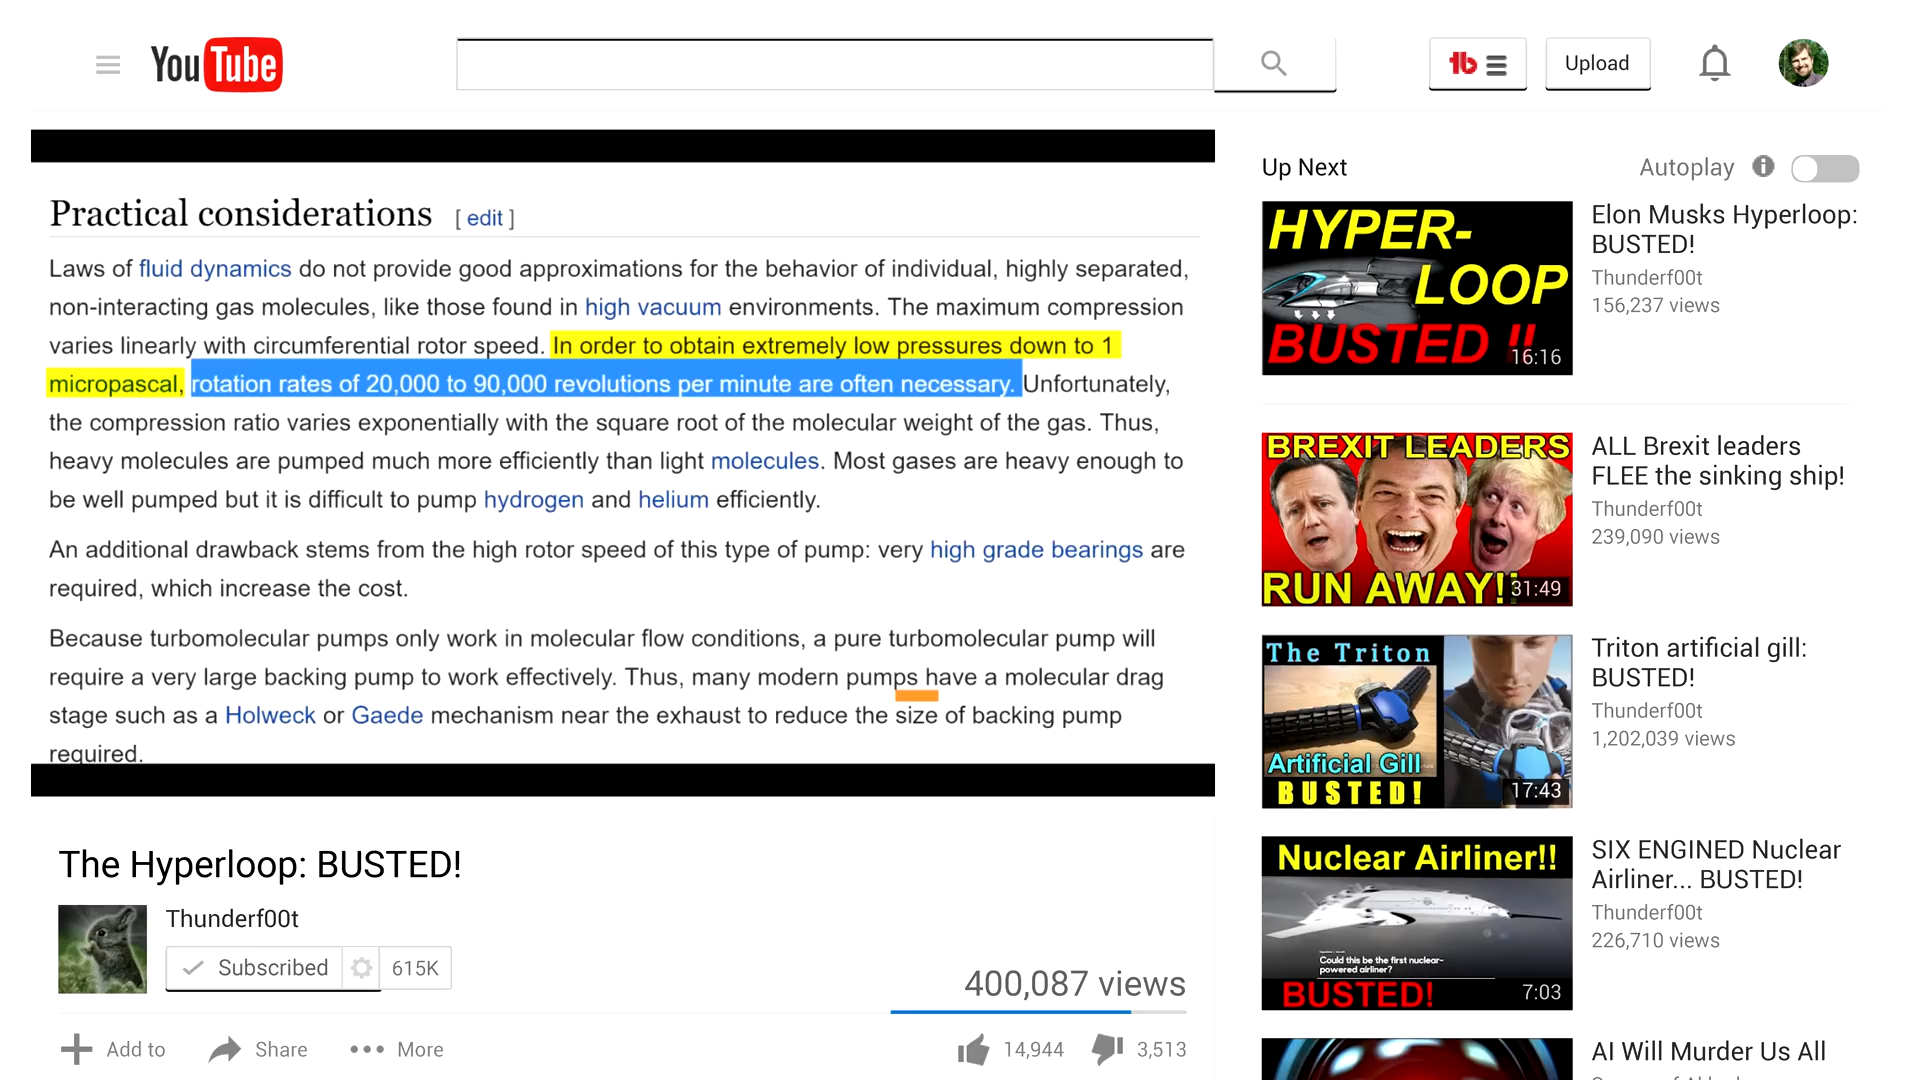 YouTube
Upload
Practical considerations [ edit ]
Laws of fluid dynamics do not provide good approximations for the behavior of individual, highly separated,
non-interacting gas molecules, like those found in high vacuum environments. The maximum compression
varies linearly with circumferential rotor speed. In order to obtain extremely low pressures down to 1
micropascal, rotation rates of 20,000 to 90,000 revolutions per minute are often necessary. Unfortunately,
the compression ratio varies exponentially with the square root of the molecular weight of the gas. Thus,
heavy molecules are pumped much more efficiently than light molecules. Most gases are heavy enough to
be well pumped but it is difficult to pump hydrogen and helium efficiently.
An additional drawback stems from the high rotor speed of this type of pump: very high grade bearings are
required, which increase the cost.
Because turbomolecular pumps only work in molecular flow conditions, a pure turbomolecular pump will
require a very large backing pump to work effectively. Thus, many modern pumps have a molecular drag
stage such as a Holweck or Gaede mechanism near the exhaust to reduce the size of backing pump
required.
The Hyperloop: BUSTED!
Thunderf00t
Subscribed 615K
400,087 views
Add to Share More
14,944 3,513
Up Next
Autoplay
HYPER-
LOOP
BUSTED !!
16:16
Elon Musks Hyperloop:
BUSTED!
Thunderf00t
156,237 views
BREXIT LEADERS
RUN AWAY!!
31:49
ALL Brexit leaders
FLEE the sinking ship!
Thunderf00t
239,090 views
The Triton
Artificial Gill
BUSTED!
17:43
Triton artificial gill:
BUSTED!
Thunderf00t
1,202,039 views
Nuclear Airliner!!
Could this be the first nuclear-
powered airliner?
BUSTED!
7:03
SIX ENGINED Nuclear
Airliner... BUSTED!
Thunderf00t
226,710 views
AI Will Murder Us All